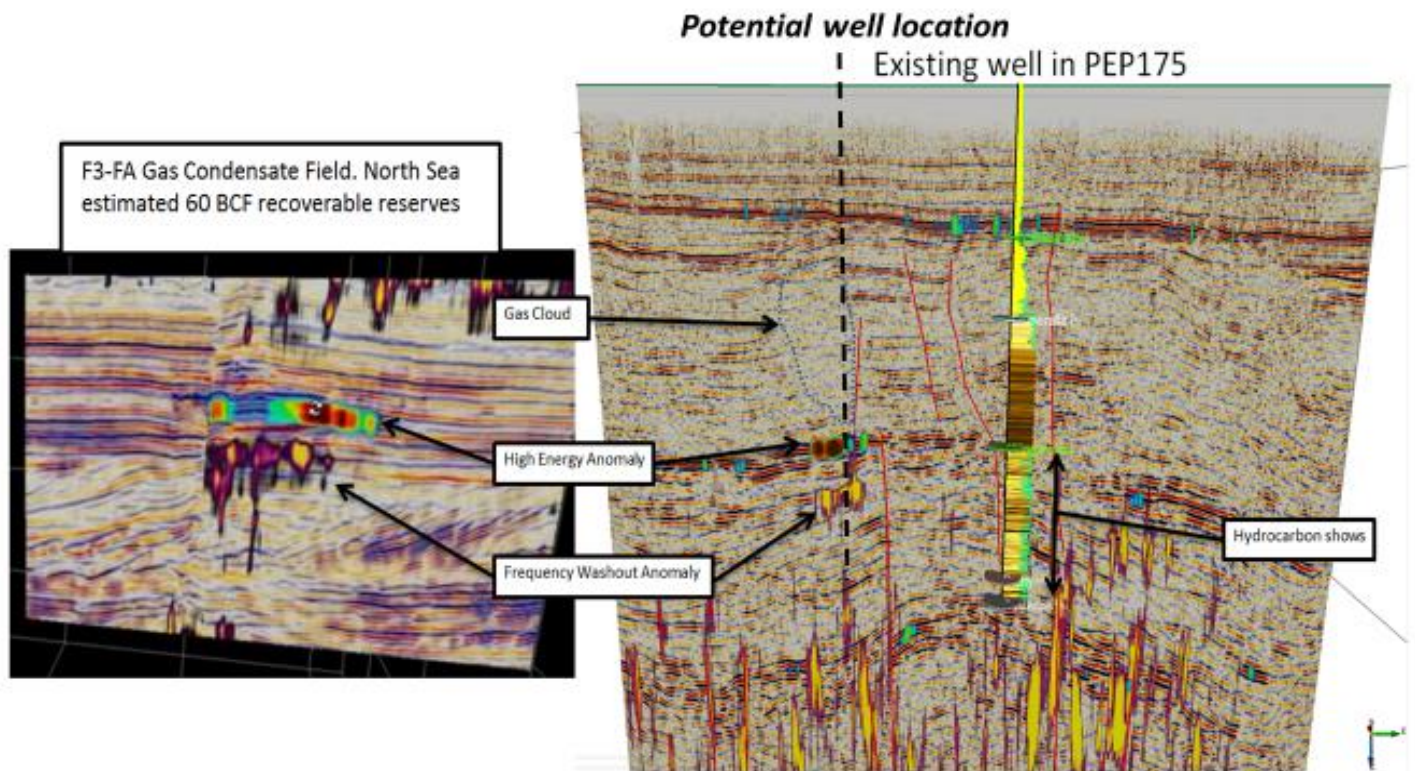 Potential well location
Existing well in PEP175
F3-FA Gas Condensate Field. North Sea
estimated 60 BCF recoverable reserves
Gas Cloud
High Energy Anomaly
Frequency Washout Anomaly
Hydrocarbon shows